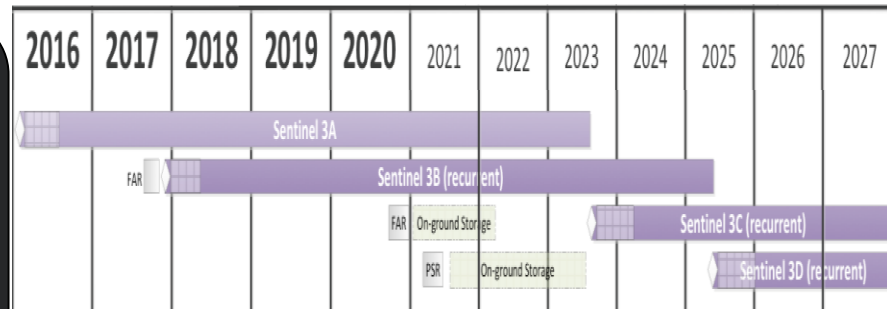 2016 2017 2018 2019 2020 2021 2022 2023 2024 2025 2026 2027
Sentinel 3A
FAR Sentinel 3B (recurrent)
FAR On-ground Storage Sentinel 3C (recurrent)
PSR On-ground Storage Sentinel 3D (recurrent)